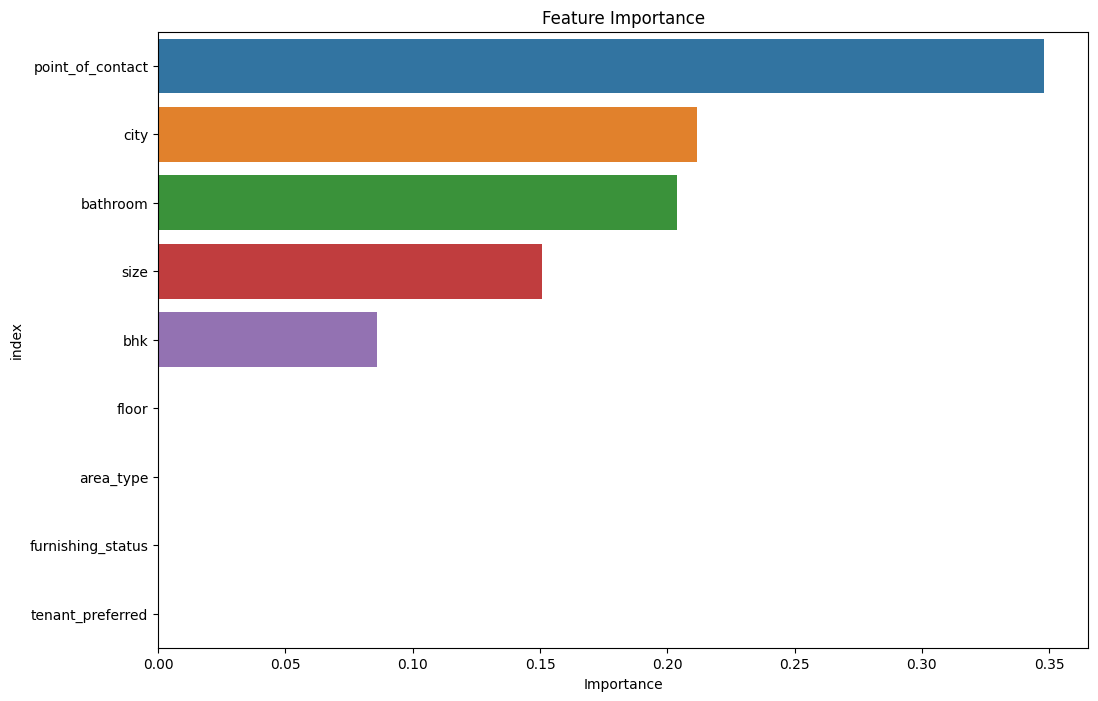 Feature Importance
point_of_contact
city
bathroom
size
bhk
floor
area_type
furnishing_status
tenant_preferred
index
0.00 0.05 0.10 0.15 0.20 0.25 0.30 0.35
Importance